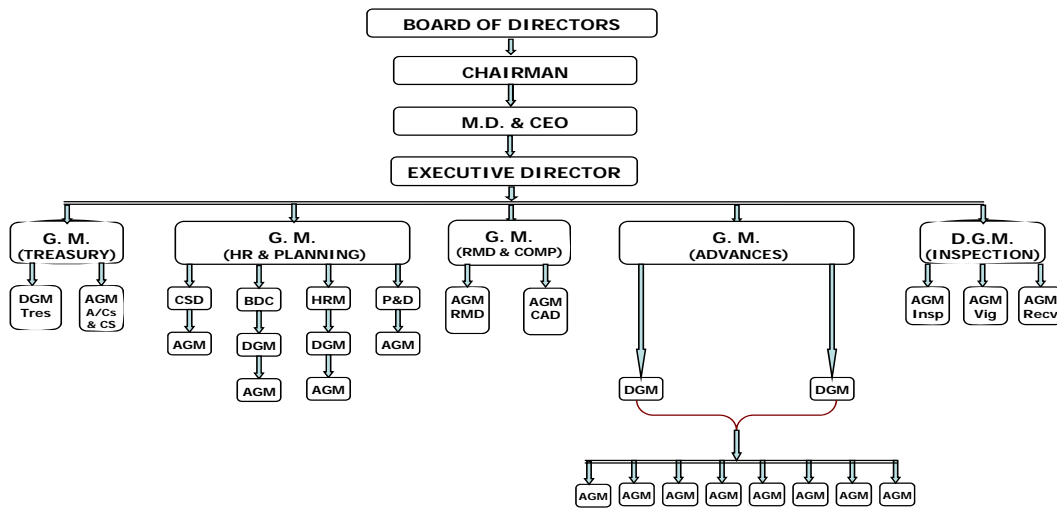 BOARD OF DIRECTORS
CHAIRMAN
M.D. & CEO
EXECUTIVE DIRECTOR
G. M.
(TREASURY)
G. M.
(HR & PLANNING)
G. M.
(RMD & COMP)
G. M.
(ADVANCES)
D.G.M.
(INSPECTION)
DGM
Tres
AGM
A/Cs
& CS
CSD
BDC
HRM
P&D
AGM
RMD
AGM
CAD
AGM
Insp
AGM
Vig
AGM
Recv
AGM
DGM
DGM
AGM
AGM
AGM
DGM
DGM
AGM
AGM
AGM
AGM
AGM
AGM
AGM
AGM